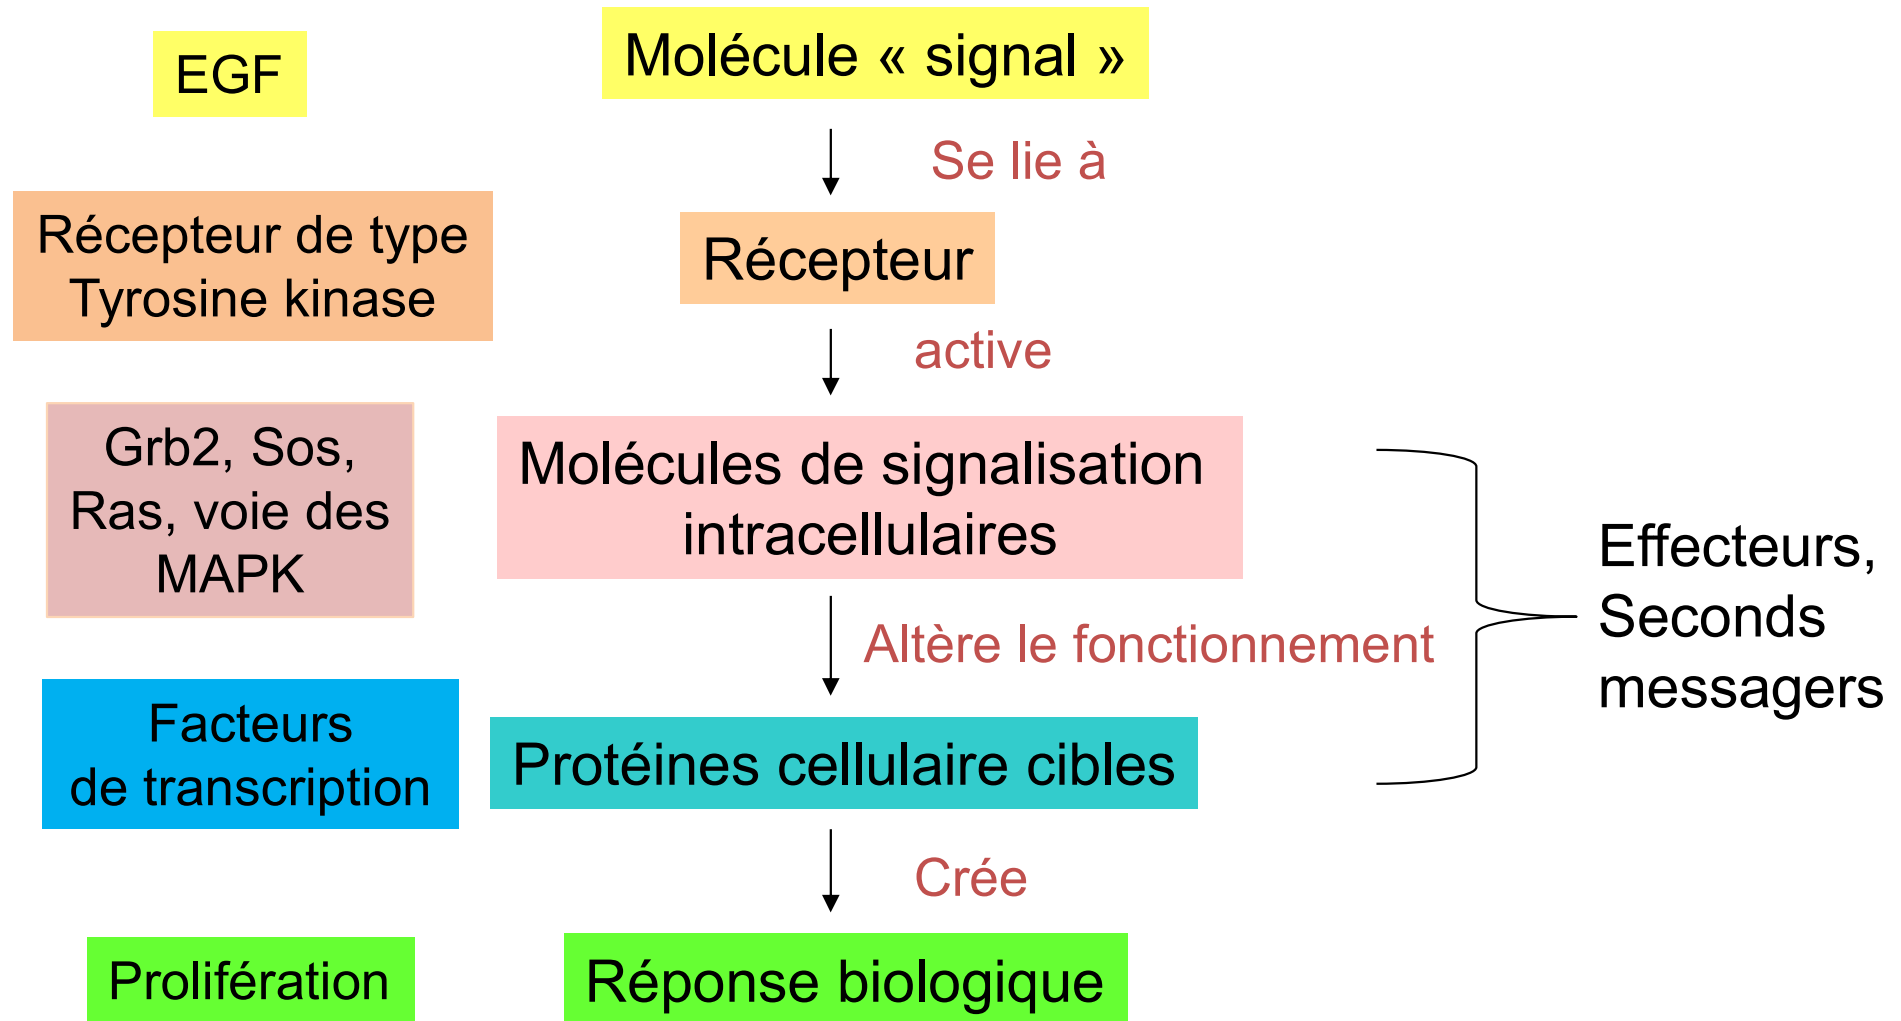 EGF
Molécule « signal »
Se lie à
Récepteur de type
Tyrosine kinase
Récepteur
active
Grb2, Sos,
Ras, voie des
MAPK
Molécules de signalisation
intracellulaires
Effecteurs,
Seconds
messagers
Altère le fonctionnement
Facteurs
de transcription
Protéines cellulaire cibles
Crée
Prolifération
Réponse biologique